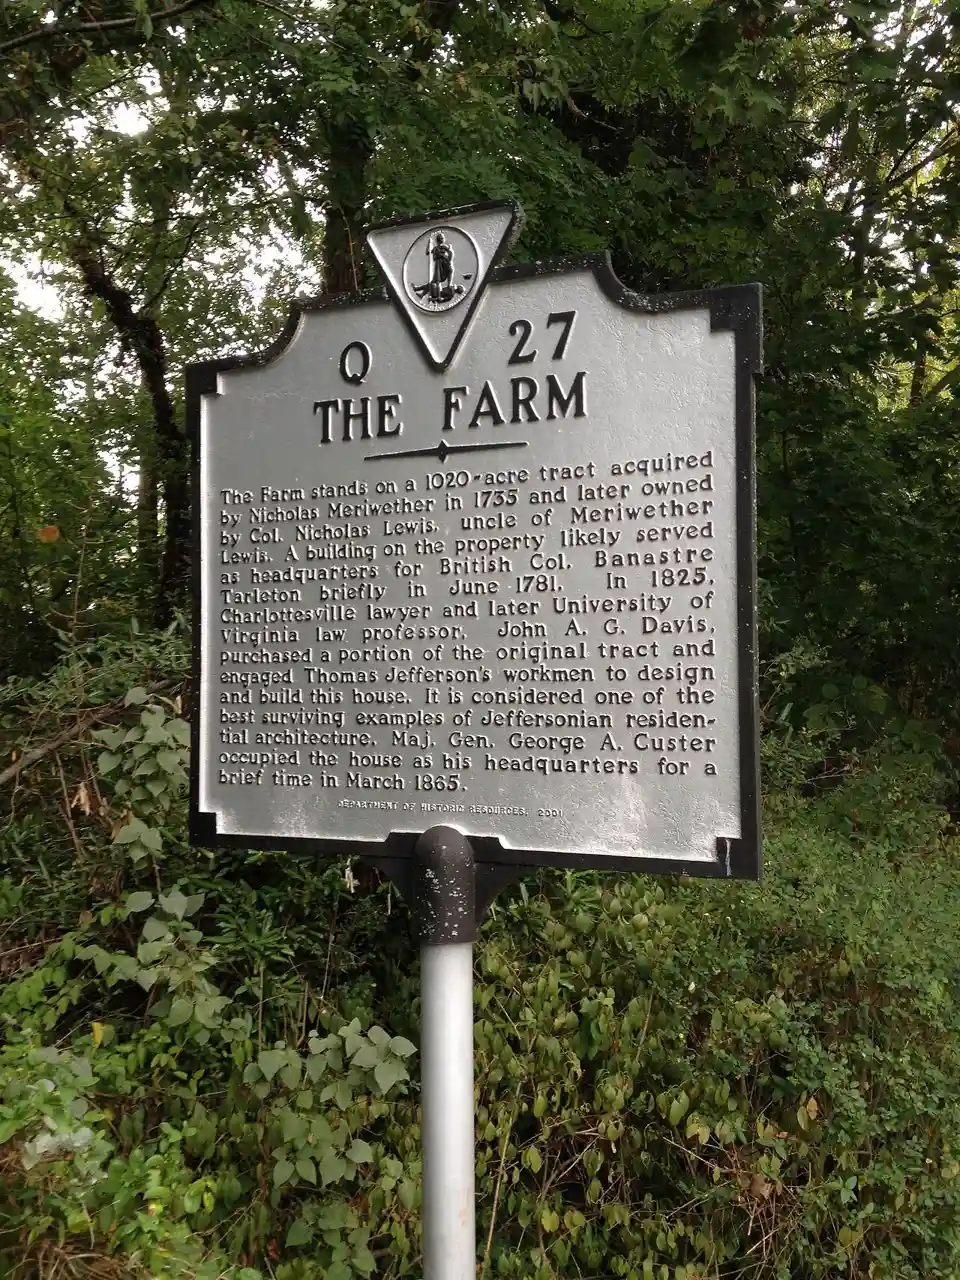 Q 27
THE FARM
The Farm stands on a 1020-acre tract acquired
by Nicholas Meriwether in 1735 and later owned
by Col. Nicholas Lewis, uncle of Meriwether
Lewis. A building on the property likely served
as headquarters for British Col. Banastre
Tarleton briefly in June 1781. In 1825,
Charlottesville lawyer and later University of
Virginia law professor, John A. G. Davis,
purchased a portion of the original tract and
engaged Thomas Jefferson's workmen to design
and build this house. It is considered one of the
best surviving examples of Jeffersonian residen-
tial architecture. Maj. Gen. George A. Custer
occupied the house as his headquarters for a
brief time in March 1865.
DEPARTMENT OF HISTORIC RESOURCES, 2001